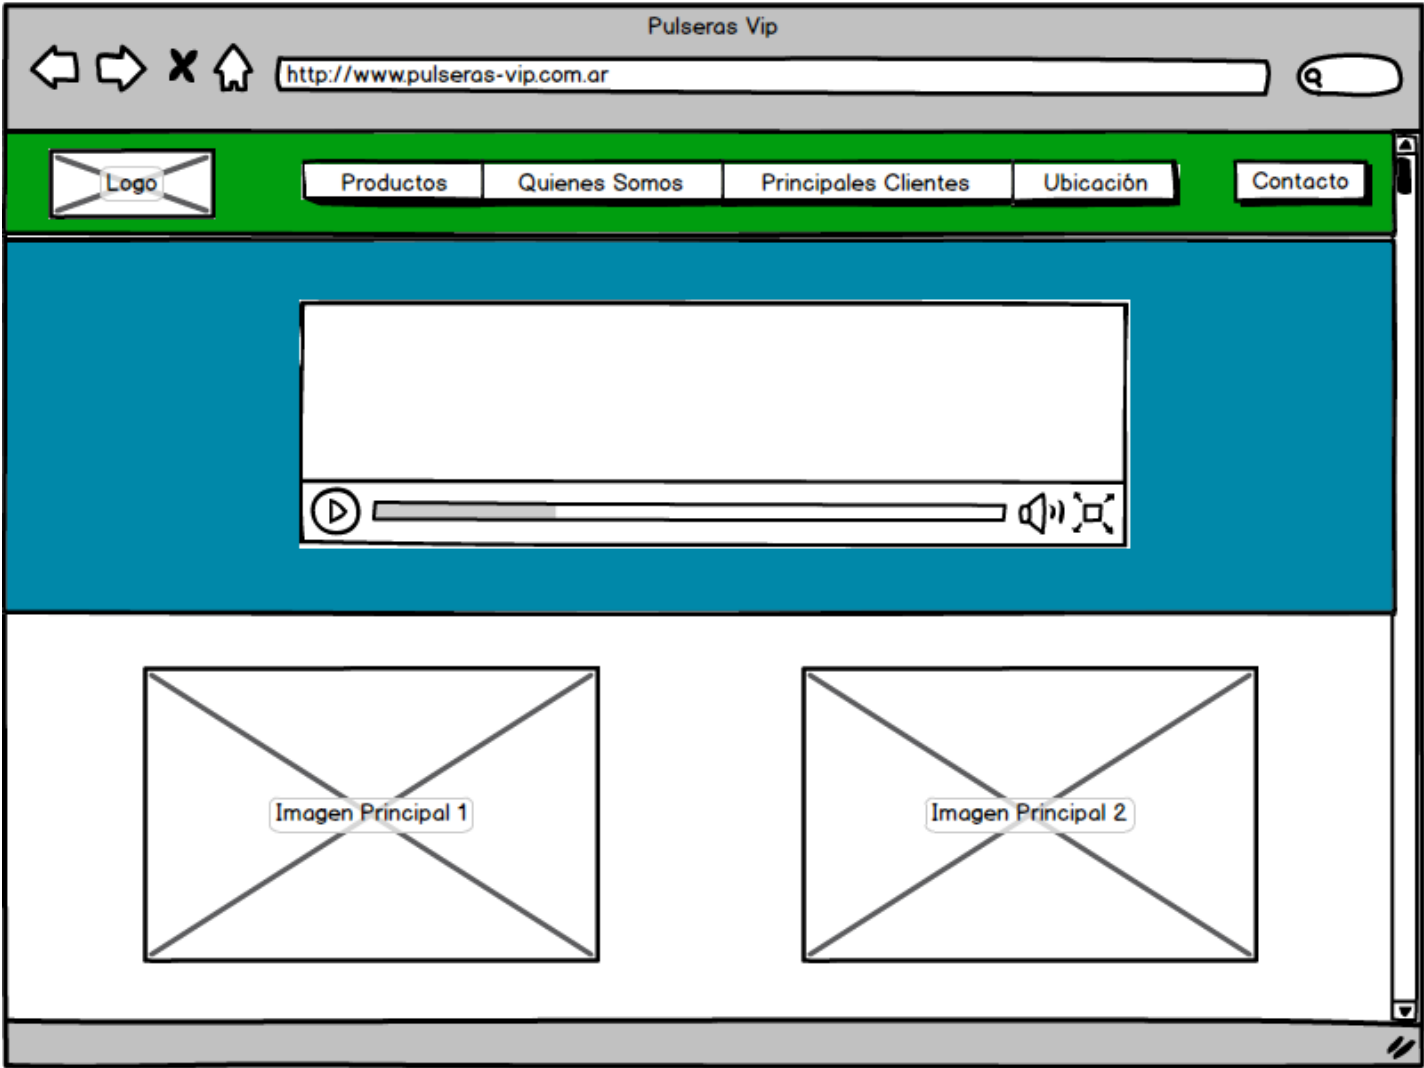 Pulseras Vip
http://www.pulseras-vip.com.ar
Logo
Productos
Quienes Somos
Principales Clientes
Ubicación
Contacto
Imagen Principal 1
Imagen Principal 2